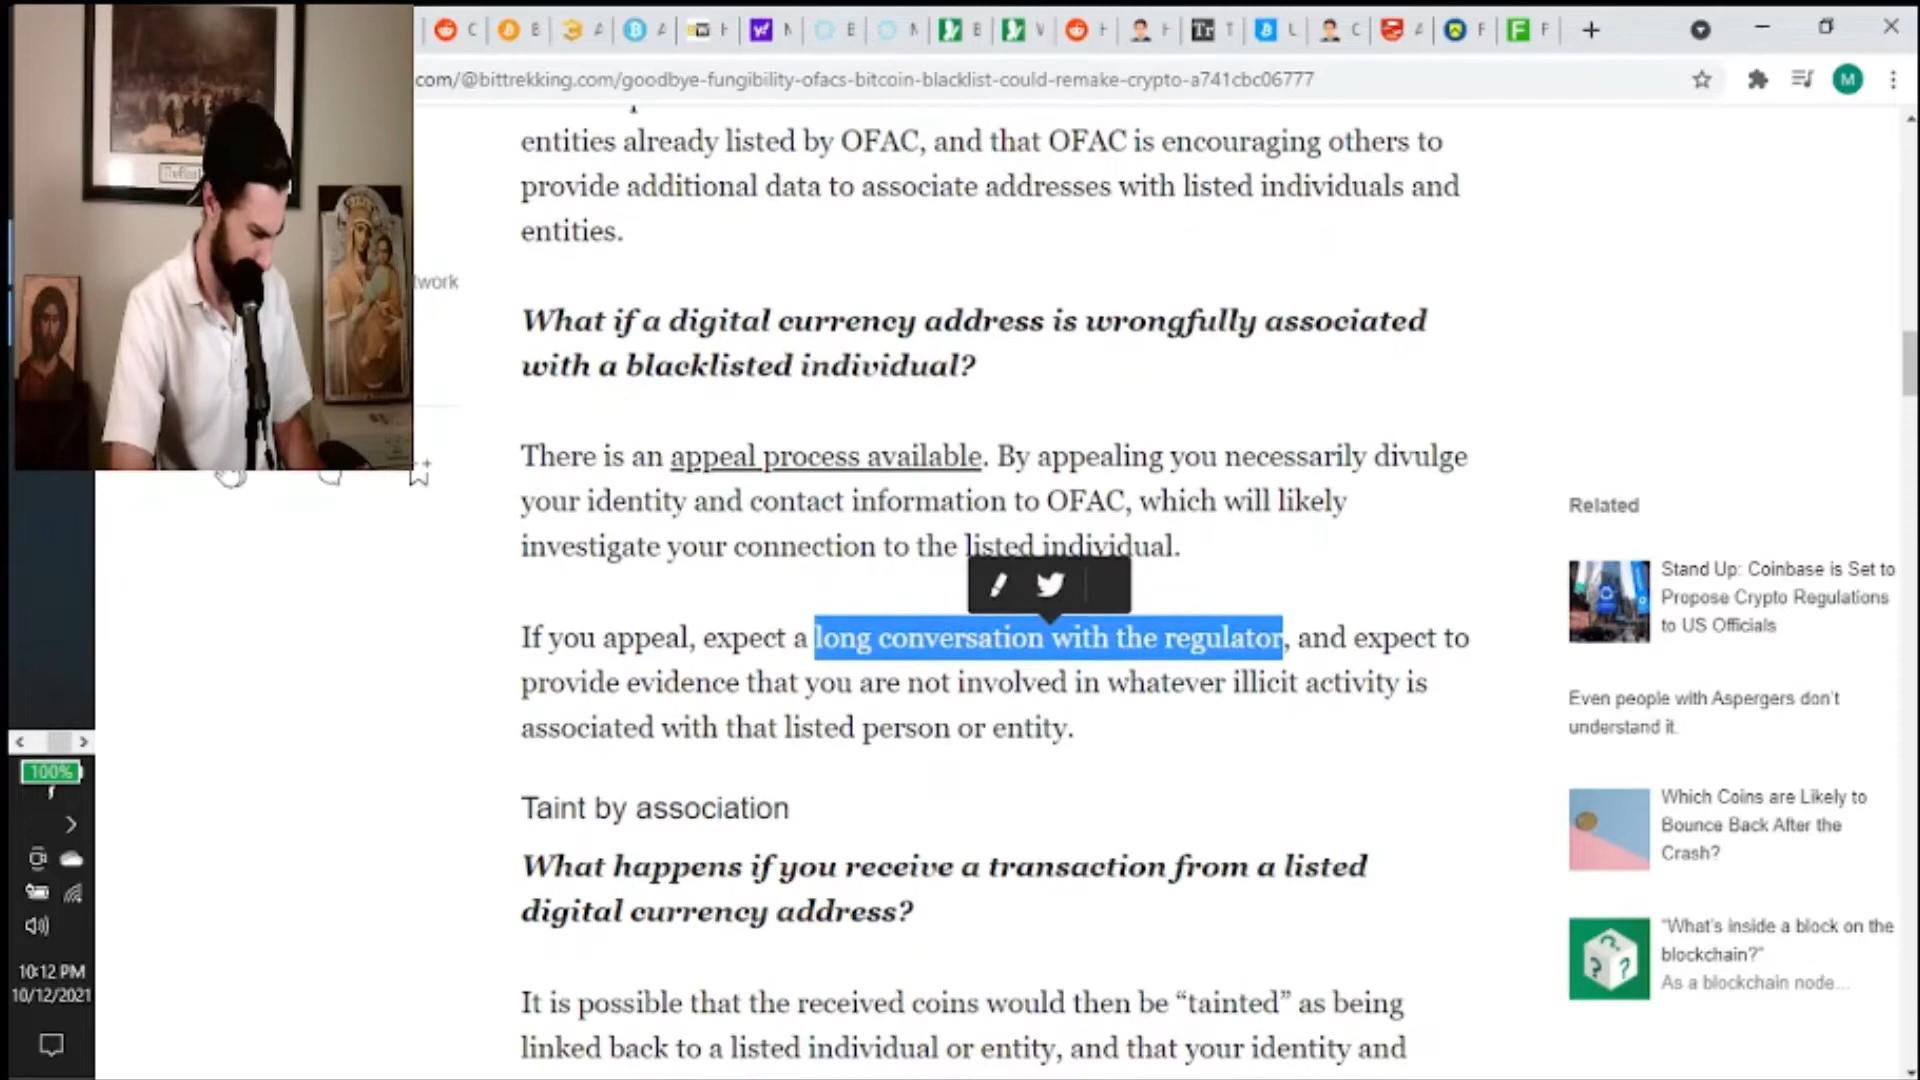 com/@bittrekking.com/goodbye-fungibility-ofacs-bitcoin-blacklist-could-remake-crypto-a741cbc06777
M
entities already listed by OFAC, and that OFAC is encouraging others to
provide additional data to associate addresses with listed individuals and
entities.
twork
What if a digital currency address is wrongfully associated
with a blacklisted individual?
There is an appeal process available. By appealing you necessarily divulge
your identity and contact information to OFAC, which will likely
investigate your connection to the listed individual.
If you appeal, expect a long conversation with the regulator, and expect to
provide evidence that you are not involved in whatever illicit activity is
associated with that listed person or entity.
Taint by association
What happens if you receive a transaction from a listed
digital currency address?
It is possible that the received coins would then be “tainted” as being
linked back to a listed individual or entity, and that your identity and
Related
Stand Up: Coinbase is Set to
Propose Crypto Regulations
to US Officials
Even people with Aspergers don't
understand it.
Which Coins are Likely to
Bounce Back After the
Crash?
"What's inside a block on the
blockchain?"
As a blockchain node...
100%
10:12 PM
10/12/2021